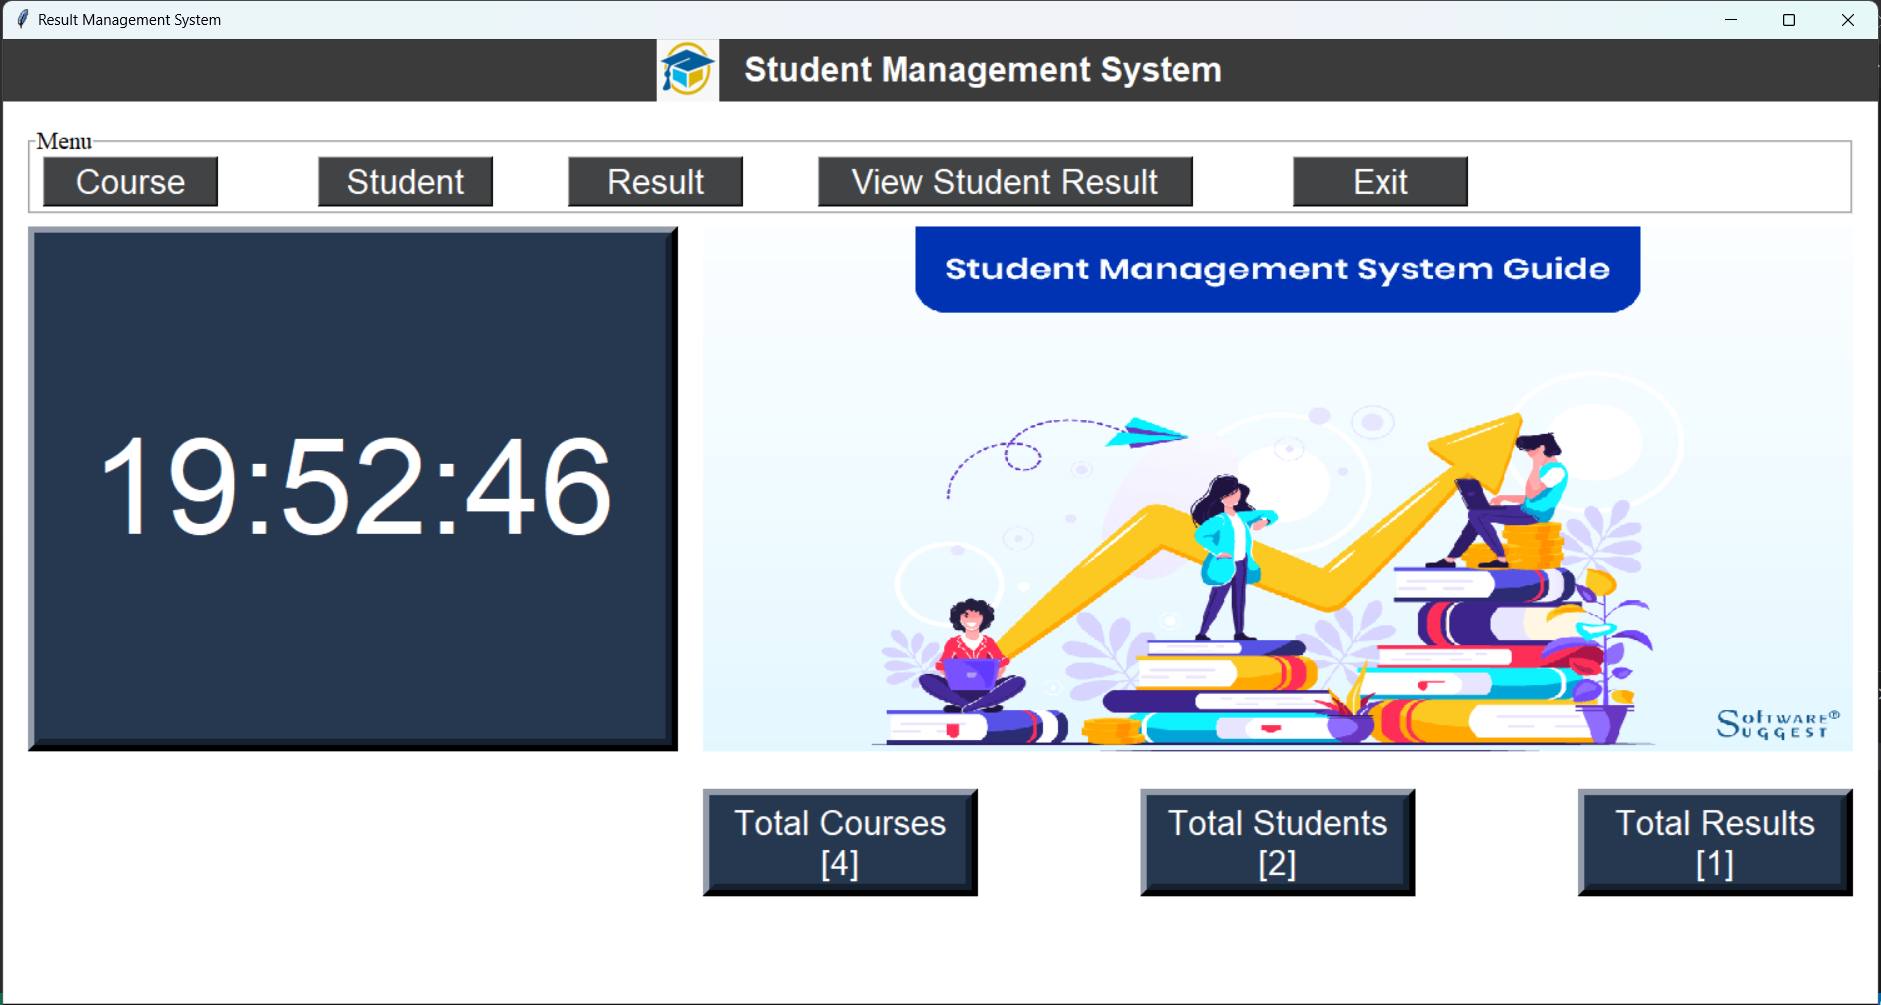 Result Management System
Student Management System
Menu
Course Student Result View Student Result Exit
19:52:46
Student Management System Guide
Software®
Suggest
Total Courses
[4]
Total Students
[2]
Total Results
[1]